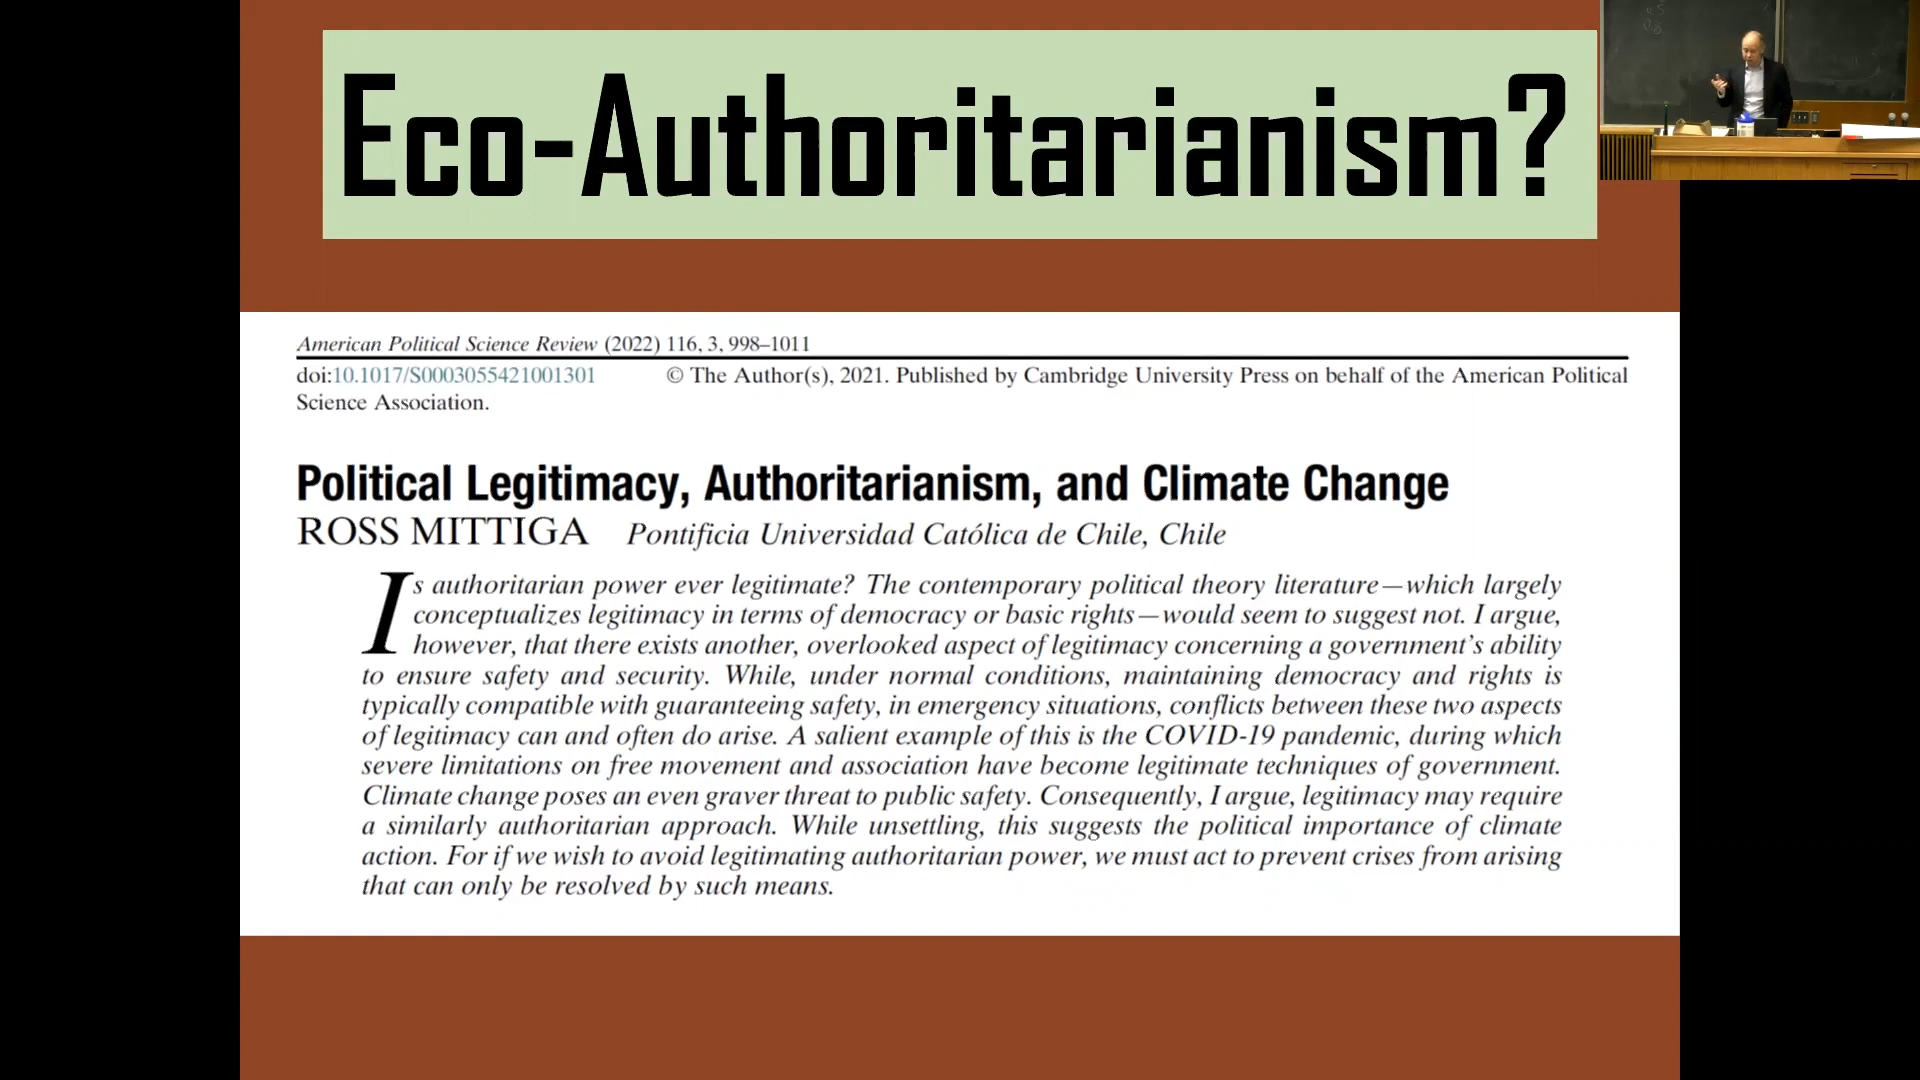 Eco-Authoritarianism?
American Political Science Review (2022) 116, 3, 998–1011
doi:10.1017/S0003055421001301 © The Author(s), 2021. Published by Cambridge University Press on behalf of the American Political
Science Association.
Political Legitimacy, Authoritarianism, and Climate Change
ROSS MITTIGA Pontificia Universidad Católica de Chile, Chile
Is authoritarian power ever legitimate? The contemporary political theory literature—which largely
conceptualizes legitimacy in terms of democracy or basic rights—would seem to suggest not. I argue,
however, that there exists another, overlooked aspect of legitimacy concerning a government's ability
to ensure safety and security. While, under normal conditions, maintaining democracy and rights is
typically compatible with guaranteeing safety, in emergency situations, conflicts between these two aspects
of legitimacy can and often do arise. A salient example of this is the COVID-19 pandemic, during which
severe limitations on free movement and association have become legitimate techniques of government.
Climate change poses an even graver threat to public safety. Consequently, I argue, legitimacy may require
a similarly authoritarian approach. While unsettling, this suggests the political importance of climate
action. For if we wish to avoid legitimating authoritarian power, we must act to prevent crises from arising
that can only be resolved by such means.